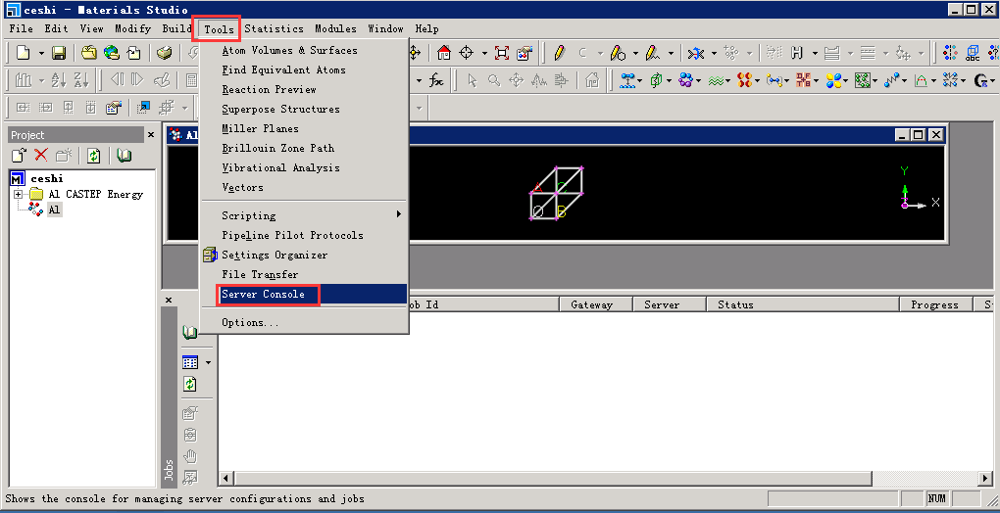 ceshi - Materials Studio
File Edit View Modify Build Tools Statistics Modules Window Help
Atom Volumes & Surfaces
Find Equivalent Atoms
Reaction Preview
Superpose Structures
Miller Planes
Brillouin Zone Path
Vibrational Analysis
Vectors
Scripting
Pipeline Pilot Protocols
Settings Organizer
File Transfer
Server Console
Options...
Project
ceshi
Al CASTEP Energy
Al
Al
A C
O B
Y
X
ob Id Gateway Server Status Progress
Jobs
Shows the console for managing server configurations and jobs
NUM